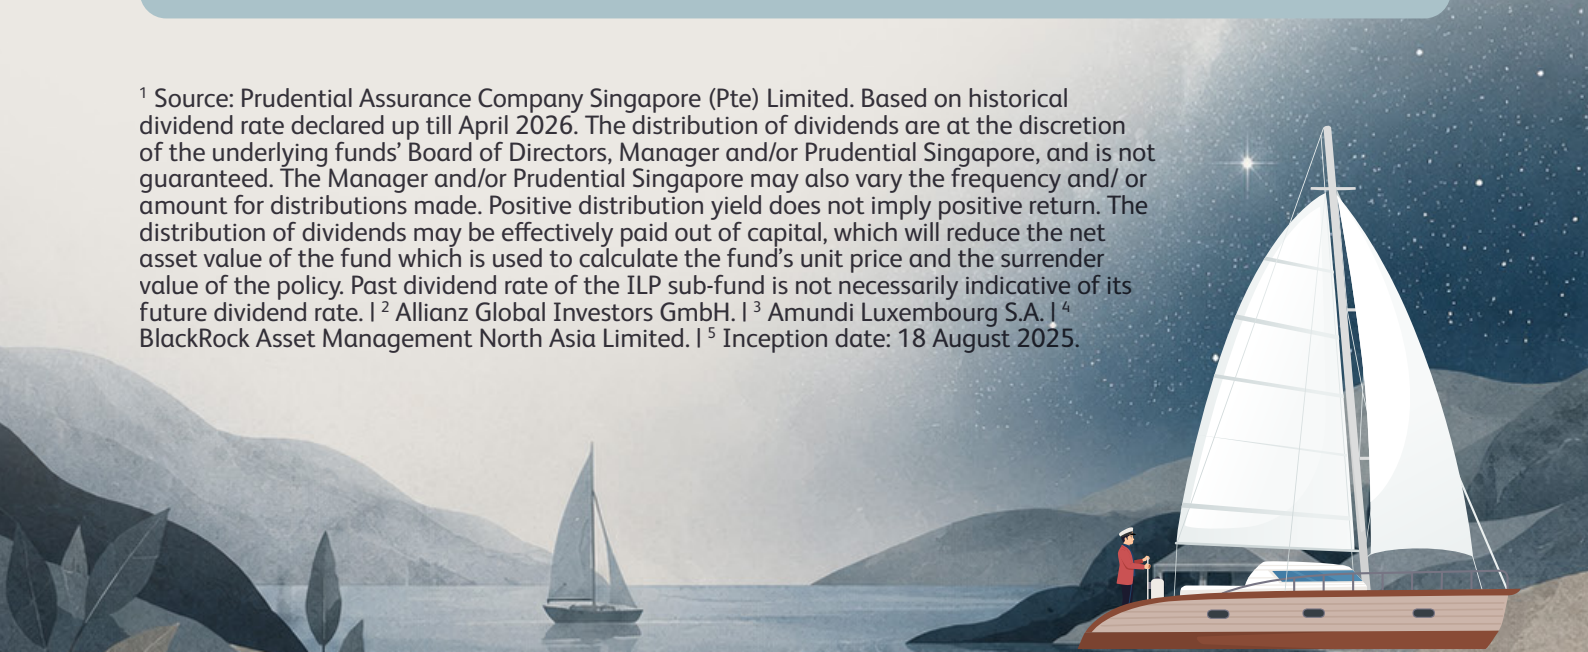 ¹ Source: Prudential Assurance Company Singapore (Pte) Limited. Based on historical
dividend rate declared up till April 2026. The distribution of dividends are at the discretion
of the underlying funds’ Board of Directors, Manager and/or Prudential Singapore, and is not
guaranteed. The Manager and/or Prudential Singapore may also vary the frequency and/ or
amount for distributions made. Positive distribution yield does not imply positive return. The
distribution of dividends may be effectively paid out of capital, which will reduce the net
asset value of the fund which is used to calculate the fund’s unit price and the surrender
value of the policy. Past dividend rate of the ILP sub-fund is not necessarily indicative of its
future dividend rate. | ² Allianz Global Investors GmbH. | ³ Amundi Luxembourg S.A. | ⁴
BlackRock Asset Management North Asia Limited. | ⁵ Inception date: 18 August 2025.